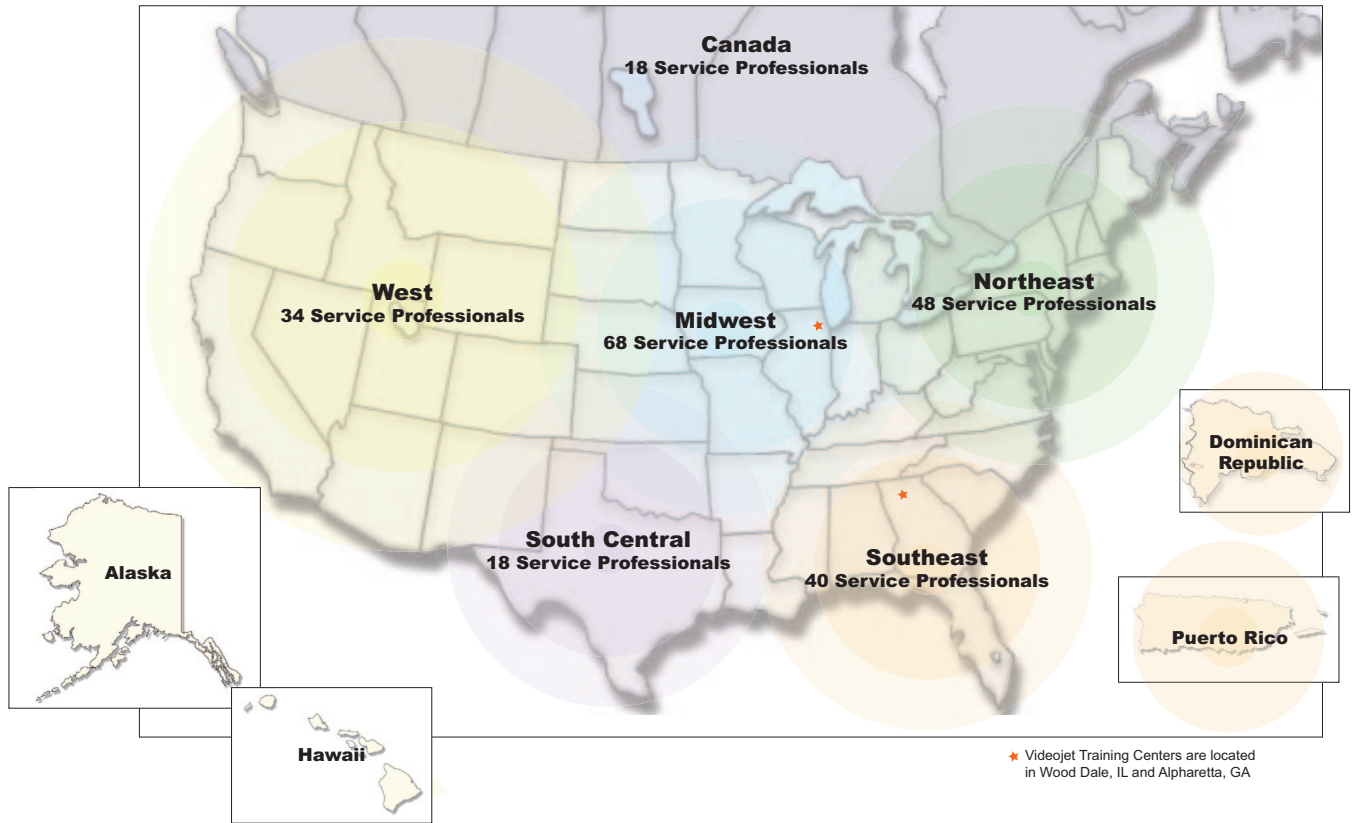 Canada
18 Service Professionals
West
34 Service Professionals
Midwest
68 Service Professionals
Northeast
48 Service Professionals
Dominican
Republic
South Central
18 Service Professionals
Southeast
40 Service Professionals
Alaska
Puerto Rico
Hawaii
Videojet Training Centers are located
in Wood Dale, IL and Alpharetta, GA